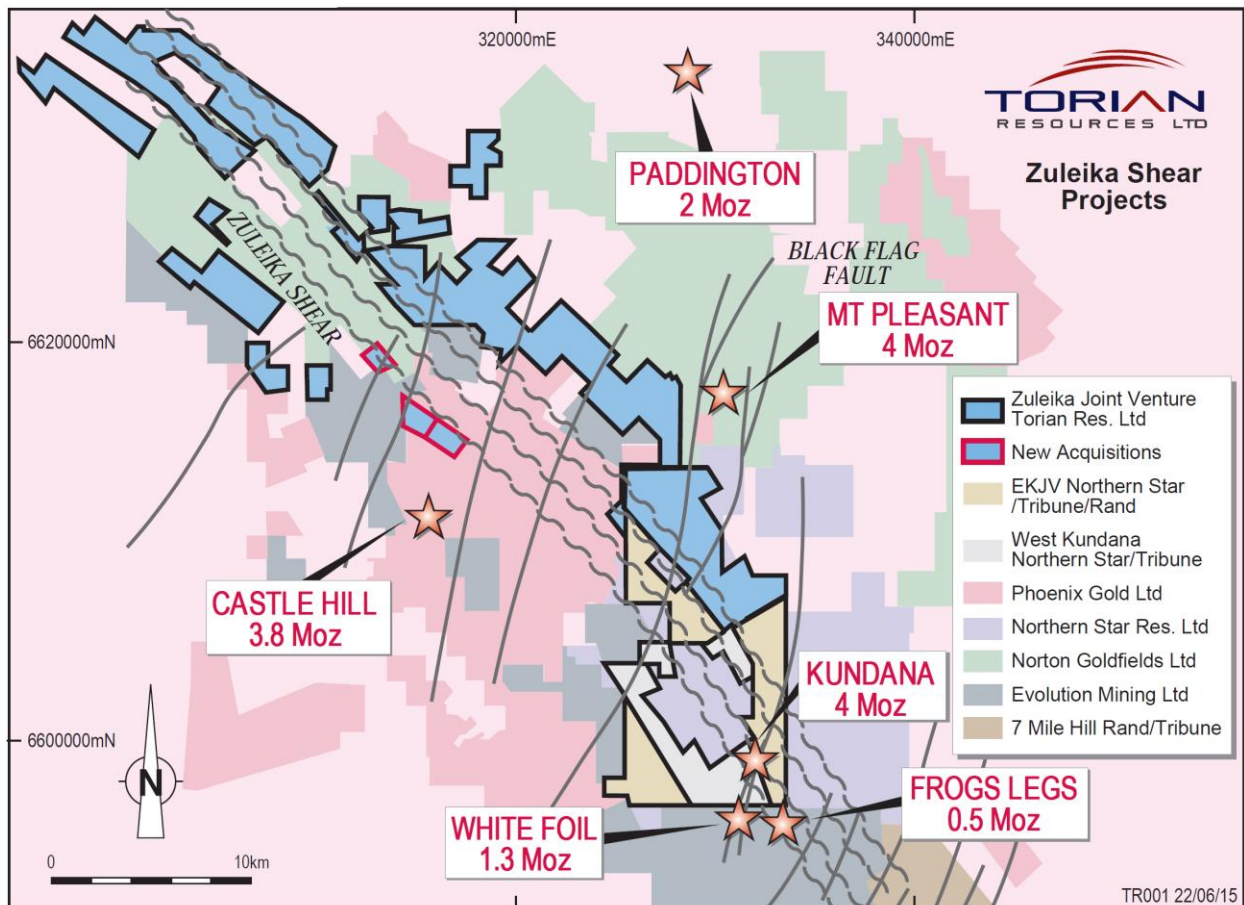 320000mE
340000mE
TORIAN
RESOURCES LTD
Zuleika Shear
Projects
PADDINGTON
2 Moz
BLACK FLAG
FAULT
ZULEIKA SHEAR
MT PLEASANT
4 Moz
6620000mN
Zuleika Joint Venture
Torian Res. Ltd
New Acquisitions
EKJV Northern Star
/Tribune/Rand
West Kundana
Northern Star/Tribune
Phoenix Gold Ltd
Northern Star Res. Ltd
Norton Goldfields Ltd
Evolution Mining Ltd
7 Mile Hill Rand/Tribune
CASTLE HILL
3.8 Moz
KUNDANA
4 Moz
6600000mN
N
FROGS LEGS
0.5 Moz
WHITE FOIL
1.3 Moz
0 10km
TR001 22/06/15